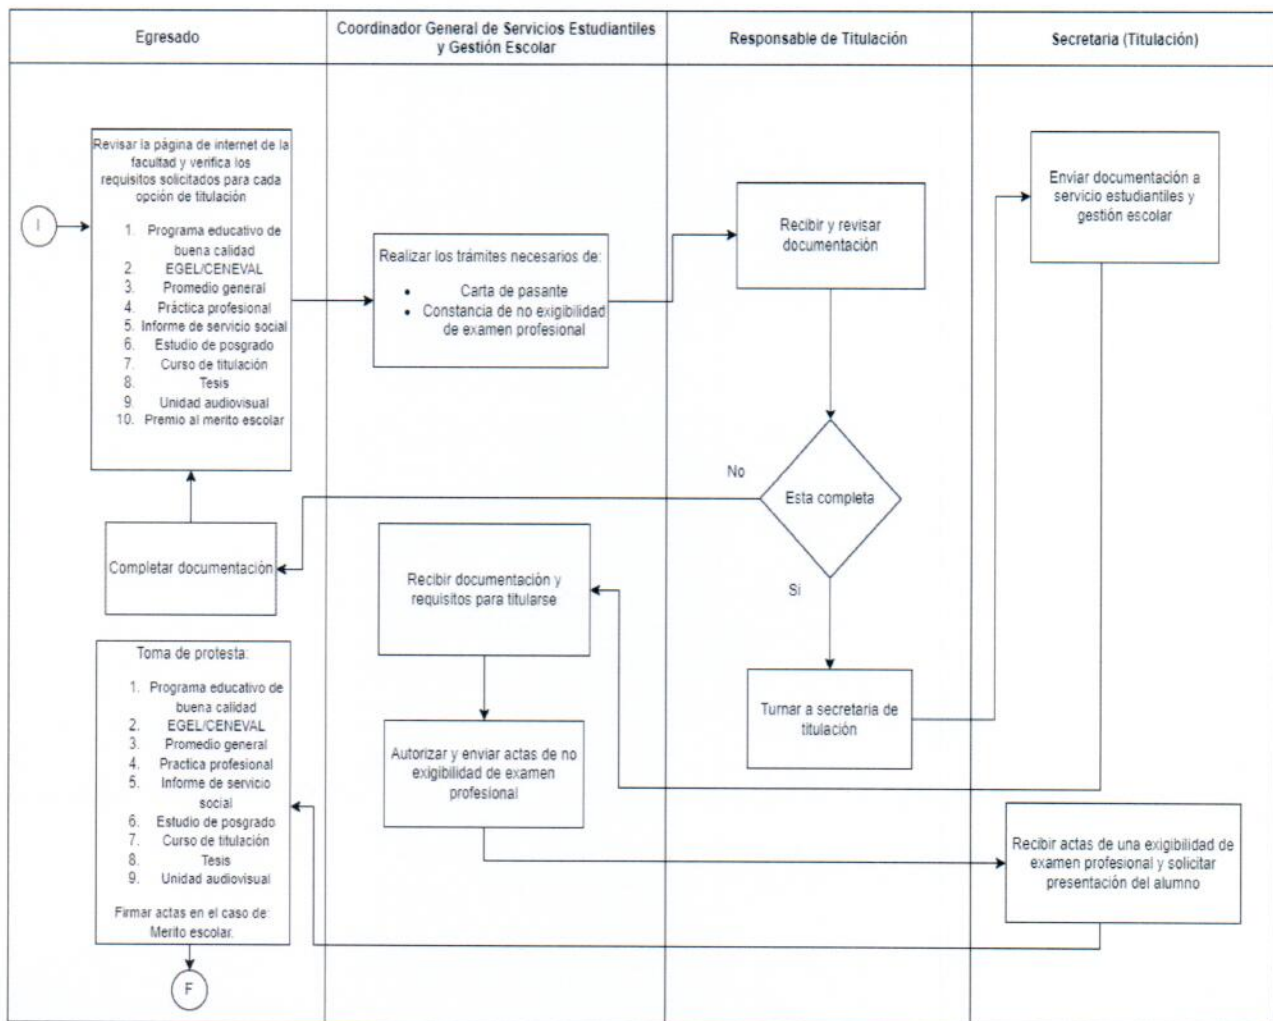 Egresado
Coordinador General de Servicios Estudiantiles
y Gestión Escolar
Responsable de Titulación
Secretaria (Titulación)
I
Revisar la página de internet de la
facultad y verifica los
requisitos solicitados para cada
opción de titulación
1. Programa educativo de
buena calidad
2. EGEL/CENEVAL
3. Promedio general
4. Práctica profesional
5. Informe de servicio social
6. Estudio de posgrado
7. Curso de titulación
8. Tesis
9. Unidad audiovisual
10. Premio al merito escolar
Realizar los trámites necesarios de:
• Carta de pasante
• Constancia de no exigibilidad
de examen profesional
Recibir y revisar
documentación
Enviar documentación a
servicio estudiantiles y
gestión escolar
No
Esta completa
Si
Completar documentación
Recibir documentación y
requisitos para titularse
Turnar a secretaria de
titulación
Autorizar y enviar actas de no
exigibilidad de examen
profesional
Recibir actas de una exigibilidad de
examen profesional y solicitar
presentación del alumno
Toma de protesta:
1. Programa educativo de
buena calidad
2. EGEL/CENEVAL
3. Promedio general
4. Practica profesional
5. Informe de servicio
social
6. Estudio de posgrado
7. Curso de titulación
8. Tesis
9. Unidad audiovisual
Firmar actas en el caso de:
Merito escolar.
F